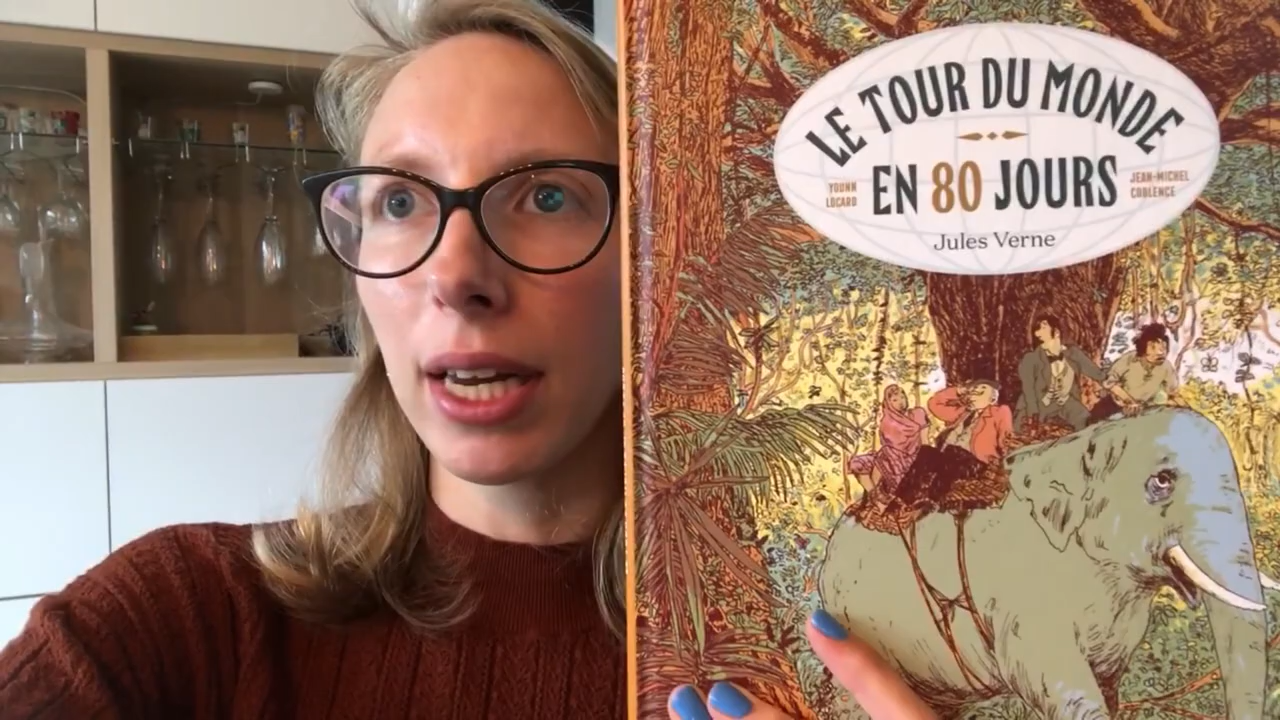 LE TOUR DU MONDE
EN 80 JOURS
YOUNN
LOCARD
JEAN-MICHEL
COBLENCE
Jules Verne